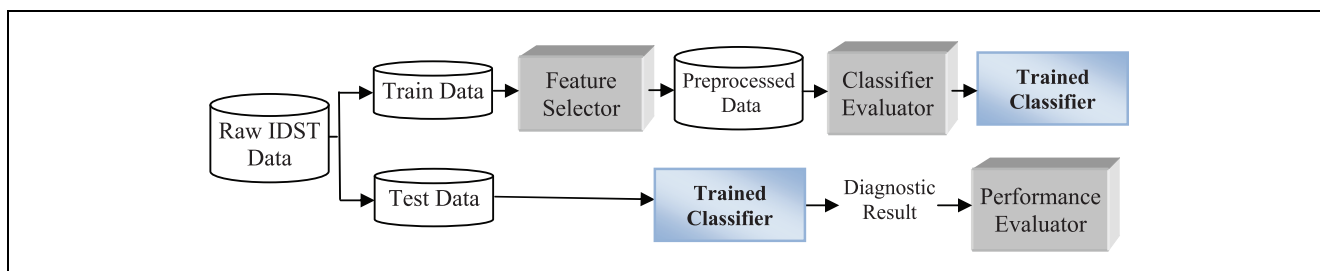 Raw IDST
Data
Train Data
Feature
Selector
Preprocessed
Data
Classifier
Evaluator
Trained
Classifier
Test Data
Trained
Classifier
Diagnostic
Result
Performance
Evaluator